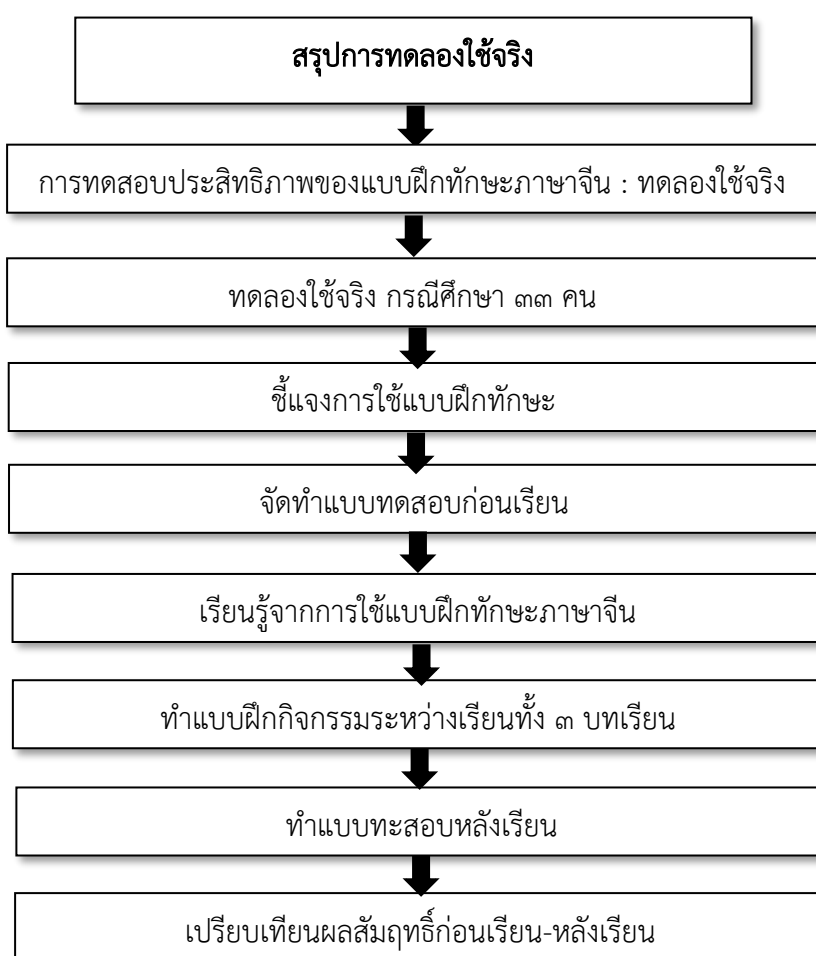 สรุปการทดลองใช้จริง
การทดสอบประสิทธิภาพของแบบฝึกทักษะภาษาจีน : ทดลองใช้จริง
ทดลองใช้จริง กรณีศึกษา ๓๓ คน
ชี้แจงการใช้แบบฝึกทักษะ
จัดทำแบบทดสอบก่อนเรียน
เรียนรู้จากการใช้แบบฝึกทักษะภาษาจีน
ทำแบบฝึกกิจกรรมระหว่างเรียนทั้ง ๓ บทเรียน
ทำแบบทะสอบหลังเรียน
เปรียบเทียบผลสัมฤทธิ์ก่อนเรียน-หลังเรียน